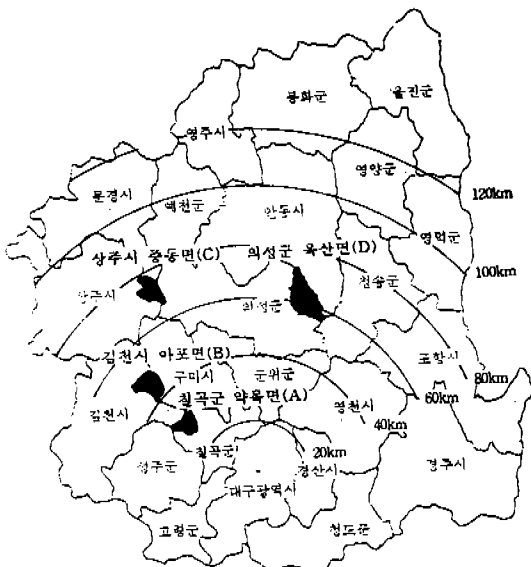 봉화군
울진군
영주시
영양군
문경시
예천군
안동시
120km
영덕군
상주시 중동면(C)
의성군 옥산면(D)
100km
상주시
청송군
의성군
포항시
김천시 아포면(B)
80km
구미시
군위군
60km
칠곡군 약목면(A)
김천시
영천시
40km
칠곡군
20km
성주군
경산시
경주시
대구광역시
고령군
청도군